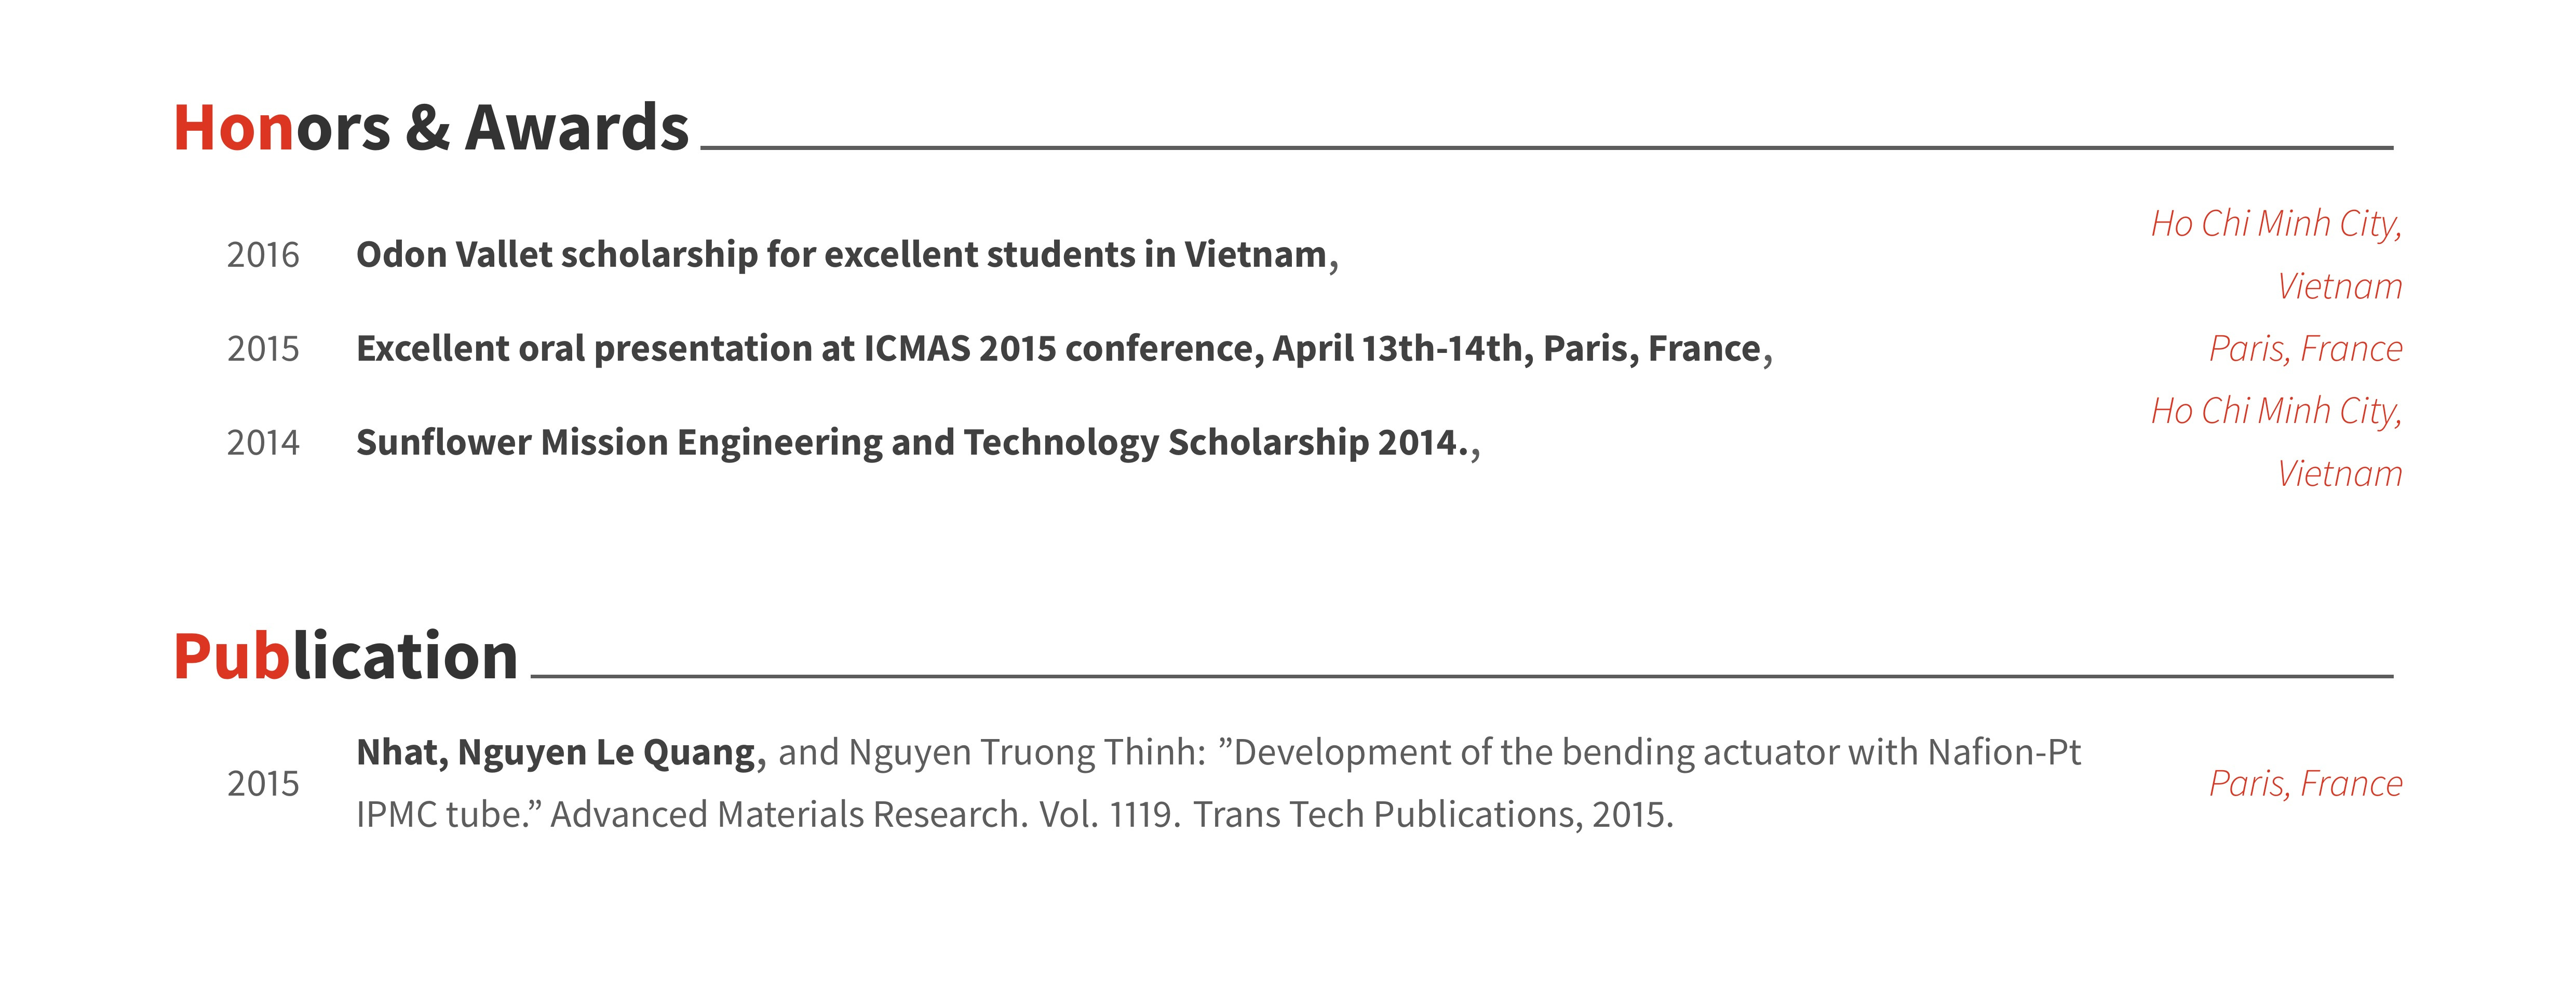 Honors & Awards
Ho Chi Minh City,
2016 Odon Vallet scholarship for excellent students in Vietnam,
Vietnam
2015 Excellent oral presentation at ICMAS 2015 conference, April 13th-14th, Paris, France, Paris, France
Ho Chi Minh City,
2014 Sunflower Mission Engineering and Technology Scholarship 2014.,
Vietnam
Publication
Nhat, Nguyen Le Quang, and Nguyen Truong Thinh: ”Development of the bending actuator with Nafion-Pt
2015 Paris, France
IPMC tube.” Advanced Materials Research. Vol. 1119. Trans Tech Publications, 2015.